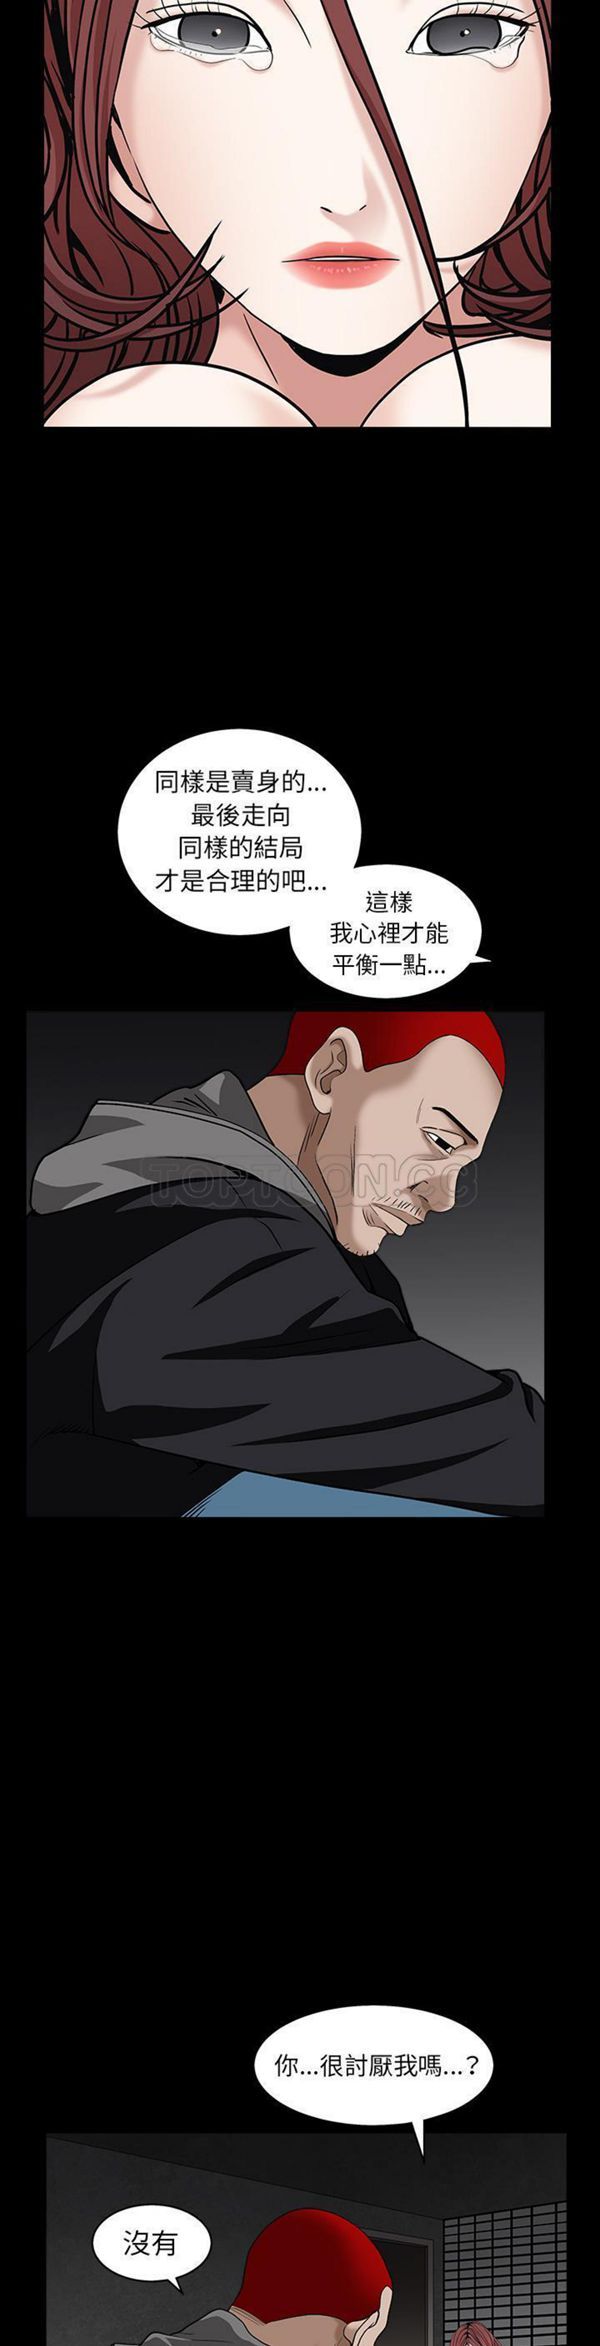 同樣是賣身的...
最後走向
同樣的結局
才是合理的吧...
這樣
我心裡才能
平衡一點...
TOPTOON.CC
你...很討厭我嗎...？
沒有